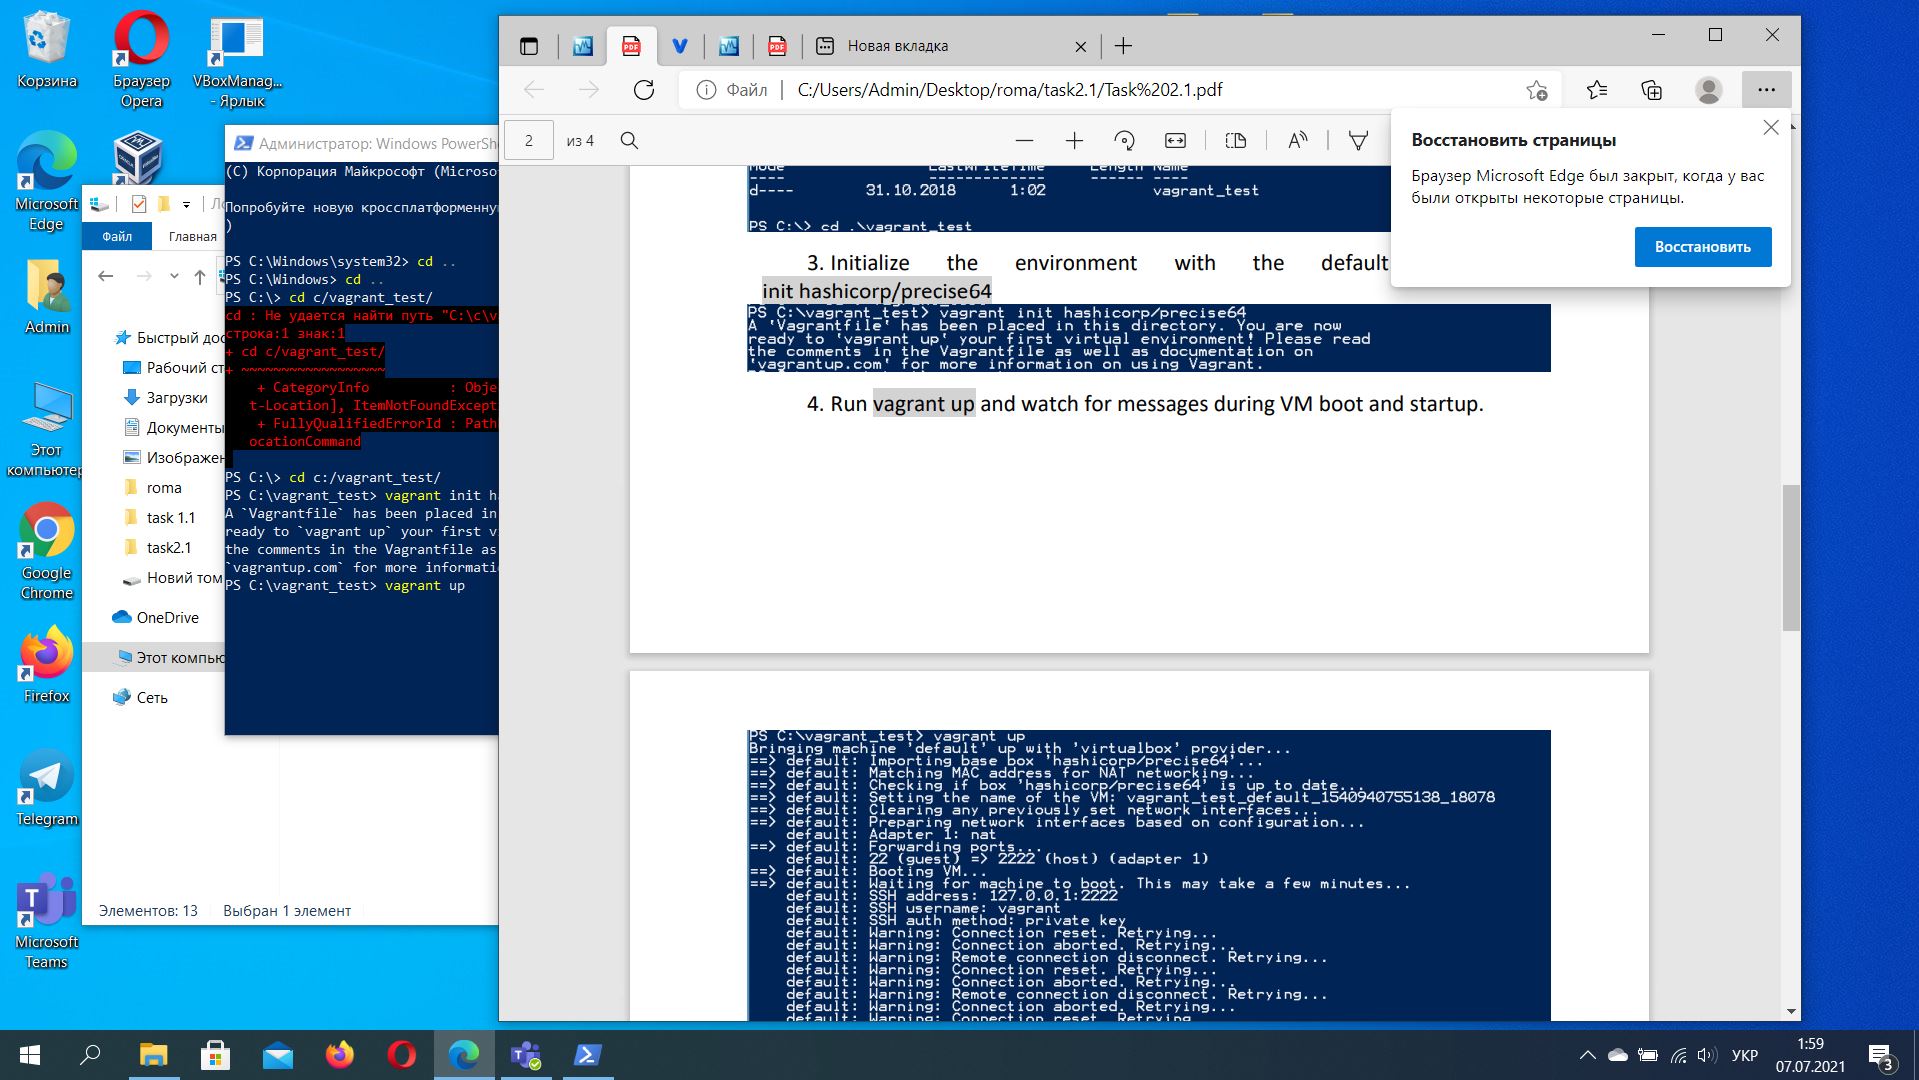 Корзина
Браузер
Opera
VBoxManag...
- Ярлык
Microsoft
Edge
Admin
Этот
компьютер
Google
Chrome
Firefox
Telegram
Microsoft
Teams
Файл
Главная
Быстрый дос
Рабочий ст
Загрузки
Документы
Изображен
roma
task 1.1
task2.1
Новий том
OneDrive
Этот компью
Сеть
Элементов: 13
Выбран 1 элемент
Администратор: Windows PowerShe
(C) Корпорация Майкрософт (Microso
Попробуйте новую кроссплатформенну
)
PS C:\Windows\system32> cd ..
PS C:\Windows> cd ..
PS C:\> cd c/vagrant_test/
cd : Не удается найти путь "C:\c\v
строка:1 знак:1
+ cd c/vagrant_test/
+ ~~~~~~~~~~~~~~~~~~
+ CategoryInfo : Obje
t-Location], ItemNotFoundExcept
+ FullyQualifiedErrorId : Path
ocationCommand
PS C:\> cd c:/vagrant_test/
PS C:\vagrant_test> vagrant init h
A `Vagrantfile` has been placed in
ready to `vagrant up` your first v
the comments in the Vagrantfile as
`vagrantup.com` for more informati
PS C:\vagrant_test> vagrant up
Новая вкладка
Файл
C:/Users/Admin/Desktop/roma/task2.1/Task%202.1.pdf
2 из 4
Восстановить страницы
Браузер Microsoft Edge был закрыт, когда у вас
были открыты некоторые страницы.
Восстановить
Mode LastWriteTime Length Name
---- ------------- ------ ----
d---- 31.10.2018 1:02 vagrant_test
PS C:\> cd .\vagrant_test
3. Initialize the environment with the default
init hashicorp/precise64
PS C:\vagrant_test> vagrant init hashicorp/precise64
A 'Vagrantfile' has been placed in this directory. You are now
ready to 'vagrant up' your first virtual environment! Please read
the comments in the Vagrantfile as well as documentation on
'vagrantup.com' for more information on using Vagrant.
4. Run vagrant up and watch for messages during VM boot and startup.
PS C:\vagrant_test> vagrant up
Bringing machine 'default' up with 'virtualbox' provider...
==> default: Importing base box 'hashicorp/precise64'...
==> default: Matching MAC address for NAT networking...
==> default: Checking if box 'hashicorp/precise64' is up to date...
==> default: Setting the name of the VM: vagrant_test_default_1540940755138_18078
==> default: Clearing any previously set network interfaces...
==> default: Preparing network interfaces based on configuration...
default: Adapter 1: nat
==> default: Forwarding ports...
default: 22 (guest) => 2222 (host) (adapter 1)
==> default: Booting VM...
==> default: Waiting for machine to boot. This may take a few minutes...
default: SSH address: 127.0.0.1:2222
default: SSH username: vagrant
default: SSH auth method: private key
default: Warning: Connection reset. Retrying...
default: Warning: Connection aborted. Retrying...
default: Warning: Remote connection disconnect. Retrying...
default: Warning: Connection reset. Retrying...
default: Warning: Connection aborted. Retrying...
default: Warning: Remote connection disconnect. Retrying...
default: Warning: Connection aborted. Retrying...
default: Warning: Connection reset. Retrying
УКР
1:59
07.07.2021
3